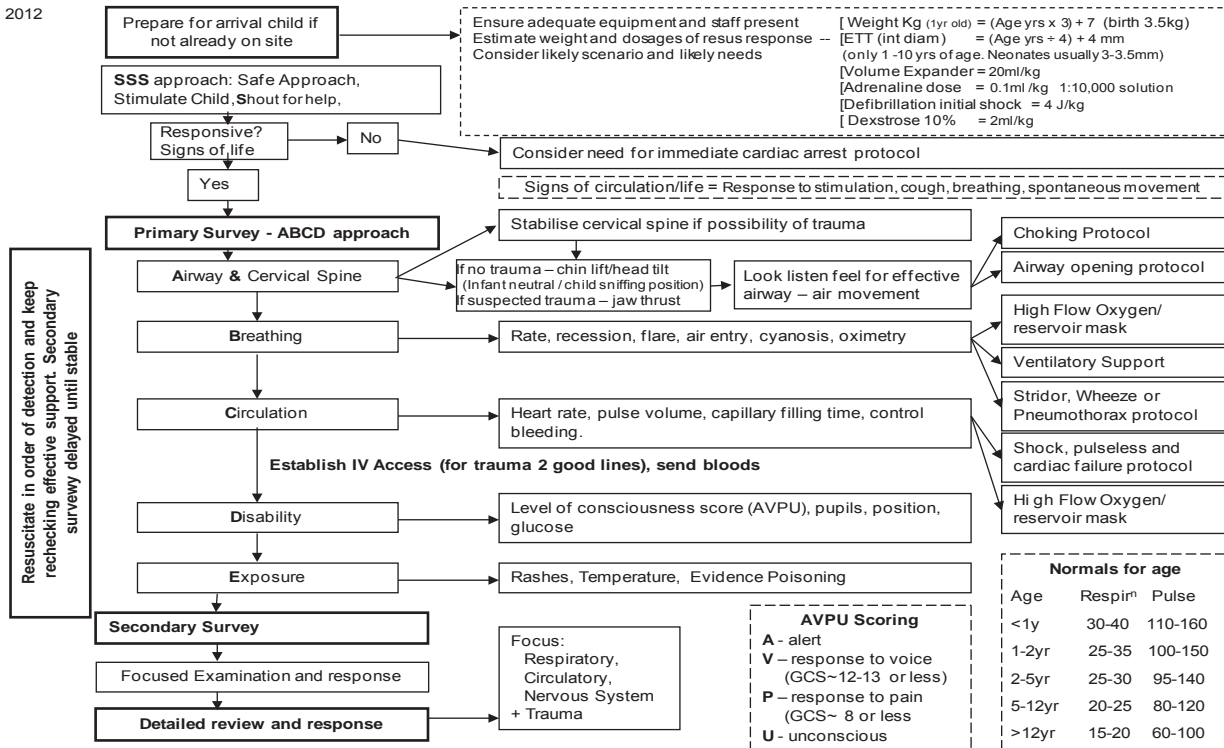 2012
Prepare for arrival child if
not already on site
Ensure adequate equipment and staff present
Estimate weight and dosages of resus response --
Consider likely scenario and likely needs
[ Weight Kg (1yr old) = (Age yrs x 3) + 7 (birth 3.5kg)
[ETT (int diam) = (Age yrs ÷ 4) + 4 mm
(only 1 -10 yrs of age. Neonates usually 3-3.5mm)
[Volume Expander = 20ml/kg
[Adrenaline dose = 0.1ml /kg 1:10,000 solution
[Defibrillation initial shock = 4 J/kg
[ Dexstrose 10% = 2ml/kg
SSS approach: Safe Approach,
Stimulate Child, Shout for help,
Responsive?
Signs of life
No
Consider need for immediate cardiac arrest protocol
Yes
Signs of circulation/life = Response to stimulation, cough, breathing, spontaneous movement
Primary Survey - ABCD approach
Stabilise cervical spine if possibility of trauma
Airway & Cervical Spine
If no trauma – chin lift/head tilt
(Infant neutral / child sniffing position)
If suspected trauma – jaw thrust
Look listen feel for effective
airway – air movement
Choking Protocol
Airway opening protocol
Breathing
Rate, recession, flare, air entry, cyanosis, oximetry
High Flow Oxygen/
reservoir mask
Ventilatory Support
Stridor, Wheeze or
Pneumothorax protocol
Circulation
Heart rate, pulse volume, capillary filling time, control
bleeding.
Shock, pulseless and
cardiac failure protocol
High Flow Oxygen/
reservoir mask
Establish IV Access (for trauma 2 good lines), send bloods
Disability
Level of consciousness score (AVPU), pupils, position,
glucose
Exposure
Rashes, Temperature, Evidence Poisoning
Resuscitate in order of detection and keep
rechecking effective support. Secondary
survewy delayed until stable
Secondary Survey
Focused Examination and response
Detailed review and response
Focus:
Respiratory,
Circulatory,
Nervous System
+ Trauma
AVPU Scoring
A - alert
V – response to voice
(GCS~12-13 or less)
P – response to pain
(GCS~ 8 or less
U - unconscious
Normals for age
Age Respirⁿ Pulse
<1y 30-40 110-160
1-2yr 25-35 100-150
2-5yr 25-30 95-140
5-12yr 20-25 80-120
>12yr 15-20 60-100